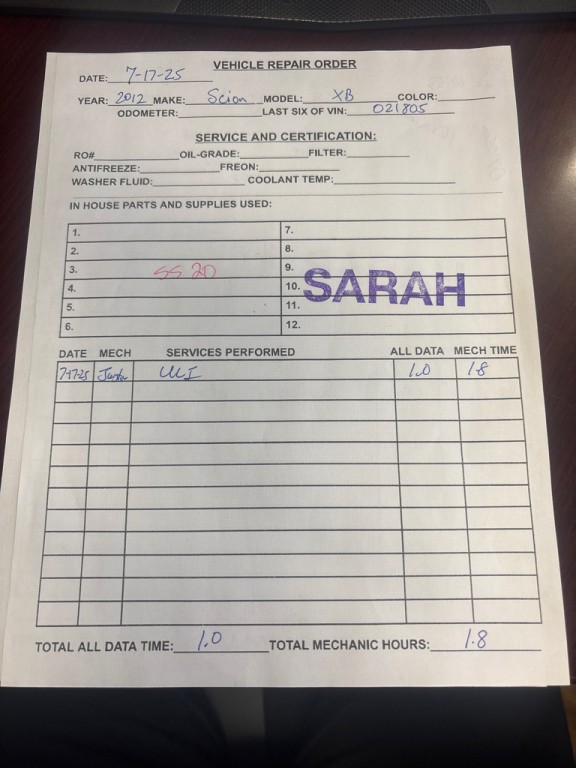 VEHICLE REPAIR ORDER
DATE: 7-17-25
YEAR: 2012 MAKE: Scion MODEL: XB COLOR:
ODOMETER: LAST SIX OF VIN: 021805
SERVICE AND CERTIFICATION:
RO# OIL-GRADE: FILTER:
ANTIFREEZE: FREON:
WASHER FLUID: COOLANT TEMP:
IN HOUSE PARTS AND SUPPLIES USED:
1. 7.
2. 8.
3. SS.20 9.
4. 10. SARAH
5. 11.
6. 12.
DATE MECH SERVICES PERFORMED ALL DATA MECH TIME
7-17-25 1.0 1.8
TOTAL ALL DATA TIME: 1.0 TOTAL MECHANIC HOURS: 1.8